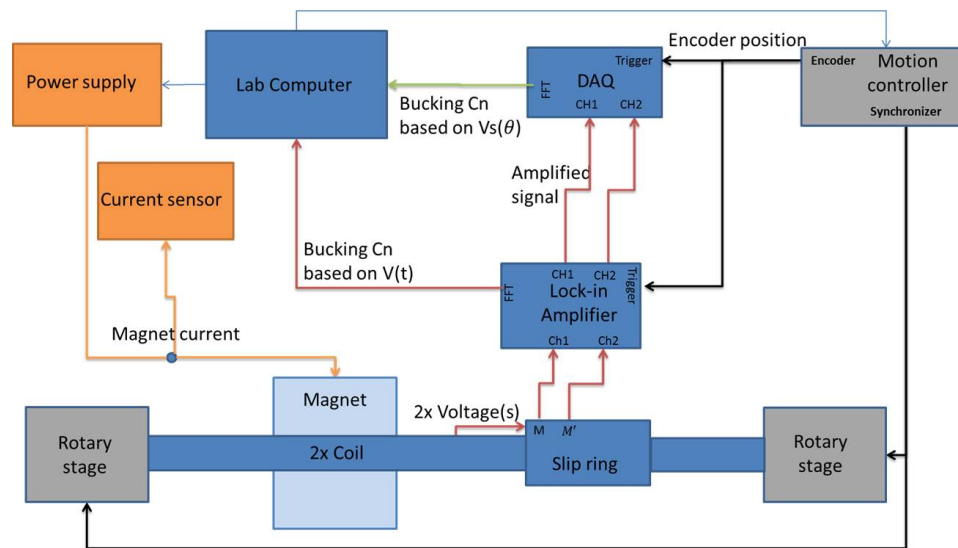 Power supply
Lab Computer
Bucking Cn
based on Vs(θ)
FFT
DAQ
Trigger
CH1
CH2
Encoder position
Encoder
Motion
controller
Synchronizer
Current sensor
Amplified
signal
Bucking Cn
based on V(t)
FFT
CH1
CH2
Trigger
Lock-in
Amplifier
Ch1
Ch2
Magnet current
Magnet
2x Voltage(s)
M
M'
Rotary
stage
2x Coil
Slip ring
Rotary
stage